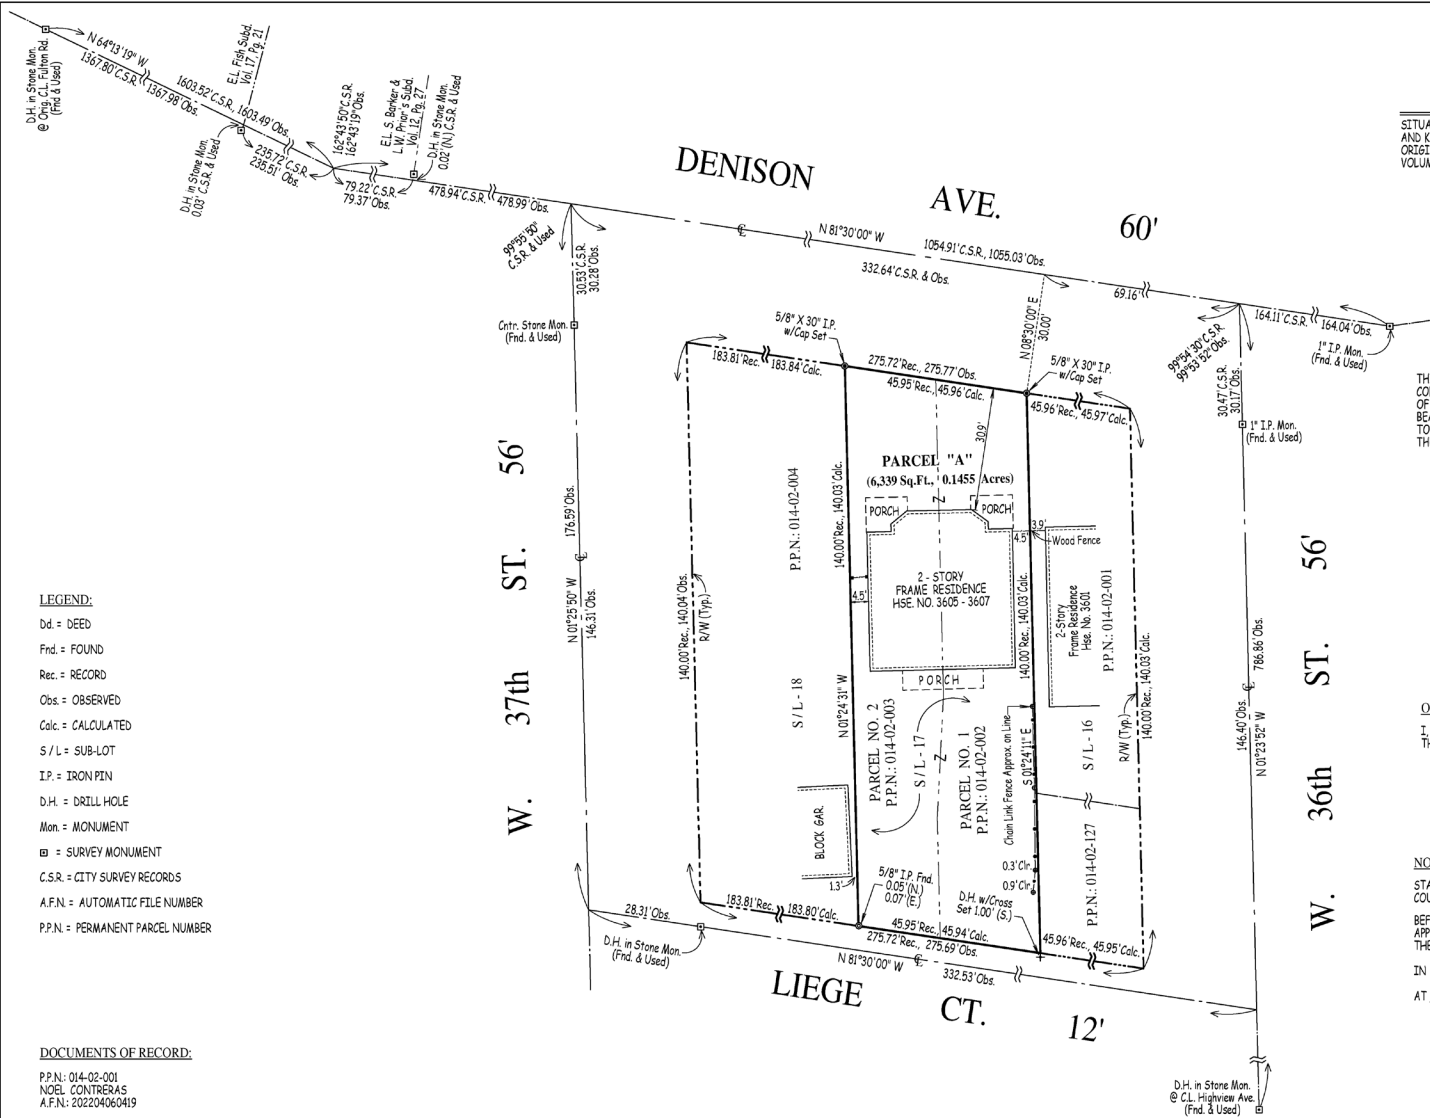 D.H. in Stone Mon.
@ Orig. C.L. Fulton Rd.
(Fnd & Used)
N 64°13'19" W
1367.80'C.S.R.
1367.98'Obs.
1603.52'C.S.R., 1603.49'Obs.
E.L. Fish Subd.
Vol. 17, Pg. 21
D.H. in Stone Mon.
0.03' C.S.R. & Used
235.72'C.S.R.
235.51' Obs.
162°43'50"C.S.R.
162°43'19"Obs.
E.L. S. Barker &
L.W. Prior's Subd.
Vol. 12, Pg. 27
D.H. in Stone Mon.
0.02'(N.) C.S.R. & Used
79.22'C.S.R.
79.37'Obs.
478.94'C.S.R.
478.99'Obs.
99°55'50"
C.S.R. & Used
DENISON AVE. 60'
N 81°30'00" W
1054.91'C.S.R., 1055.03'Obs.
332.64'C.S.R. & Obs.
69.16'
164.11'C.S.R.
164.04'Obs.
1" I.P. Mon.
(Fnd. & Used)
99°54'30"C.S.R
99°53'52"Obs.
30.47'C.S.R.
30.17'Obs.
1" I.P. Mon.
(Fnd. & Used)
30.53'C.S.R.
30.28'Obs.
Cntr. Stone Mon.
(Fnd. & Used)
N 08°30'00" E
30.00'
5/8" X 30" I.P.
w/Cap Set
5/8" X 30" I.P.
w/Cap Set
183.81'Rec.
183.84'Calc.
275.72'Rec., 275.77'Obs.
45.95'Rec., 45.96'Calc.
45.96'Rec., 45.97'Calc.
30.9'
PARCEL "A"
(6,339 Sq.Ft., 0.1455 Acres)
PORCH
PORCH
2 - STORY
FRAME RESIDENCE
HSE. NO. 3605 - 3607
PORCH
4.5'
4.5'
3.9'
Wood Fence
2-Story
Frame Residence
Hse. No. 3601
P.P.N.: 014-02-001
P.P.N.: 014-02-004
140.00'Rec., 140.03'Calc.
140.00'Rec., 140.03'Calc.
140.00'Rec., 140.04'Obs.
140.00'Rec., 140.03'Calc.
R/W (Typ.)
R/W (Typ.)
S / L - 18
N 01°24'31" W
PARCEL NO. 2
P.P.N.: 014-02-003
S / L - 17
Z
Z
PARCEL NO. 1
P.P.N.: 014-02-002
S 01°24'11" E
Chain Link Fence Approx. on Line
S / L - 16
P.P.N.: 014-02-127
BLOCK GAR.
1.3'
0.3'Clr.
0.9'Clr.
5/8" I.P. Fnd.
0.05'(N.)
0.07'(E.)
D.H. w/Cross
Set 1.00' (S.)
183.81'Rec.
183.80'Calc.
45.95'Rec., 45.94'Calc.
275.72'Rec., 275.69'Obs.
45.96'Rec., 45.95'Calc.
28.31'Obs.
D.H. in Stone Mon.
(Fnd. & Used)
N 81°30'00" W
332.53'Obs.
LIEGE CT. 12'
W. 37th ST. 56'
176.59'Obs.
N 01°25'50" W
146.31'Obs.
W. 36th ST. 56'
786.86'Obs.
146.40'Obs.
N 01°23'52" W
D.H. in Stone Mon.
@ C.L. Highview Ave.
(Fnd. & Used)
LEGEND:
Dd. = DEED
Fnd. = FOUND
Rec. = RECORD
Obs. = OBSERVED
Calc. = CALCULATED
S / L = SUB-LOT
I.P. = IRON PIN
D.H. = DRILL HOLE
Mon. = MONUMENT
= SURVEY MONUMENT
C.S.R. = CITY SURVEY RECORDS
A.F.N. = AUTOMATIC FILE NUMBER
P.P.N. = PERMANENT PARCEL NUMBER
DOCUMENTS OF RECORD:
P.P.N.: 014-02-001
NOEL CONTRERAS
A.F.N.: 202204060419
SITUA
AND K
ORIGI
VOLUM
TH
CO
OF
BEA
TO
TH
O
I,
TH
NO
STA
COU
BEF
APP
THE
IN
AT